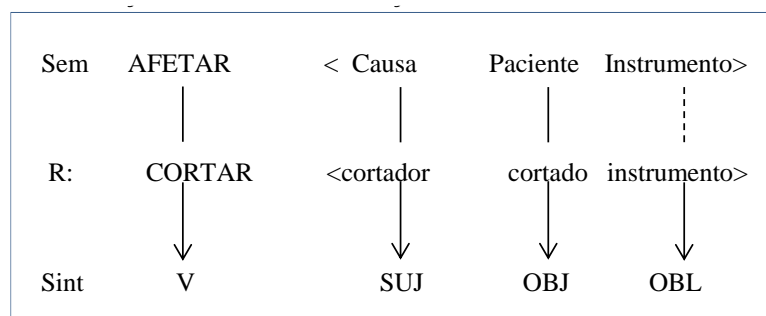 Sem AFETAR < Causa Paciente Instrumento>
R: CORTAR <cortador cortado instrumento>
Sint V SUJ OBJ OBL